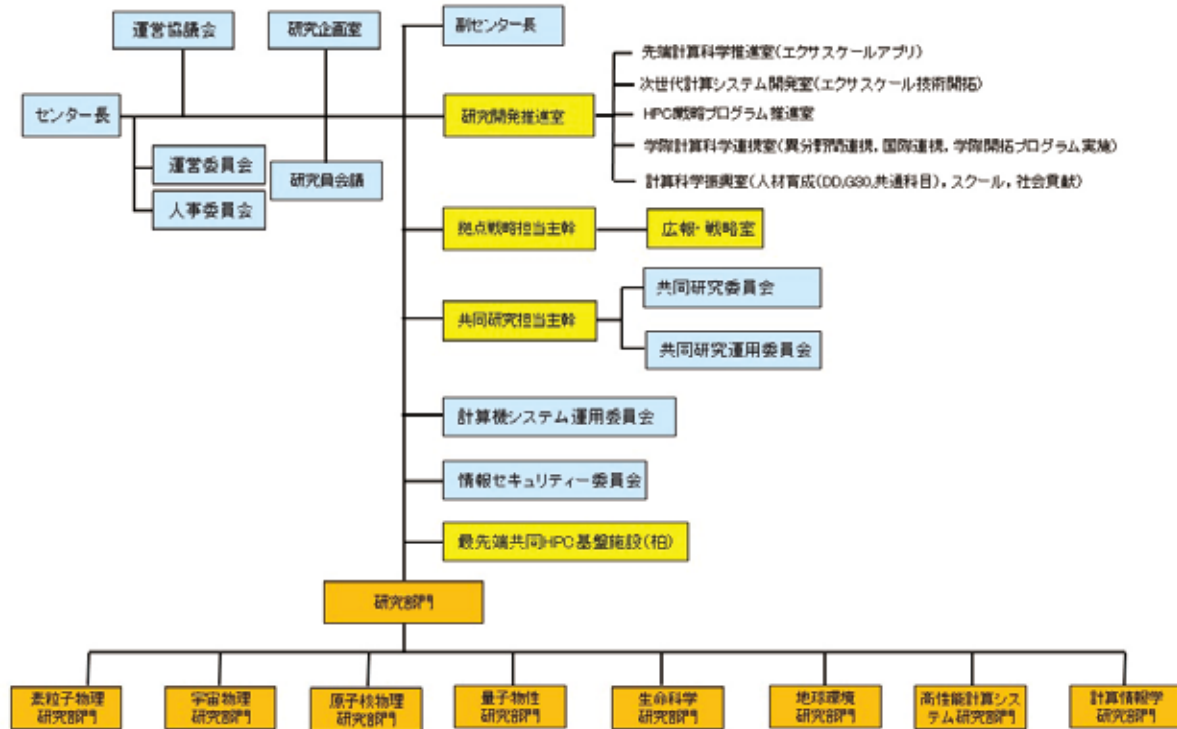 運営協議会
研究企画室
副センター長
センター長
運営委員会
人事委員会
研究員会議
研究開発推進室
先端計算科学推進室(エクサスケールアプリ)
次世代計算システム開発室(エクサスケール技術開拓)
HPC戦略プログラム推進室
学際計算科学連携室(異分野間連携, 国際連携, 学際開拓プログラム実施)
計算科学振興室(人材育成(DD,G30,共通科目), スクール, 社会貢献)
拠点戦略担当主幹
広報・戦略室
共同研究担当主幹
共同研究委員会
共同研究運用委員会
計算機システム運用委員会
情報セキュリティー委員会
最先端共同HPC基盤施設(柏)
研究部門
素粒子物理
研究部門
宇宙物理
研究部門
原子核物理
研究部門
量子物性
研究部門
生命科学
研究部門
地球環境
研究部門
高性能計算シス
テム研究部門
計算情報学
研究部門